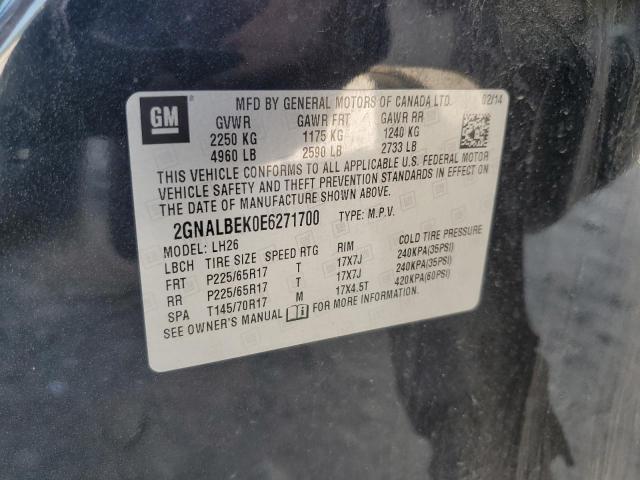 GM ® MFD BY GENERAL MOTORS OF CANADA LTD. 02/14
GVWR GAWR FRT GAWR RR
2250 KG 1175 KG 1240 KG
4960 LB 2590 LB 2733 LB
THIS VEHICLE CONFORMS TO ALL APPLICABLE U.S. FEDERAL MOTOR
VEHICLE SAFETY AND THEFT PREVENTION STANDARDS IN EFFECT ON
THE DATE OF MANUFACTURE SHOWN ABOVE.
2GNALBEK0E6271700 TYPE: M.P.V.
MODEL: LH26
LBCH TIRE SIZE SPEED RTG RIM COLD TIRE PRESSURE
FRT P225/65R17 T 17X7J 240KPA(35PSI)
RR P225/65R17 T 17X7J 240KPA(35PSI)
SPA T145/70R17 M 17X4.5T 420KPA(60PSI)
SEE OWNER'S MANUAL FOR MORE INFORMATION.